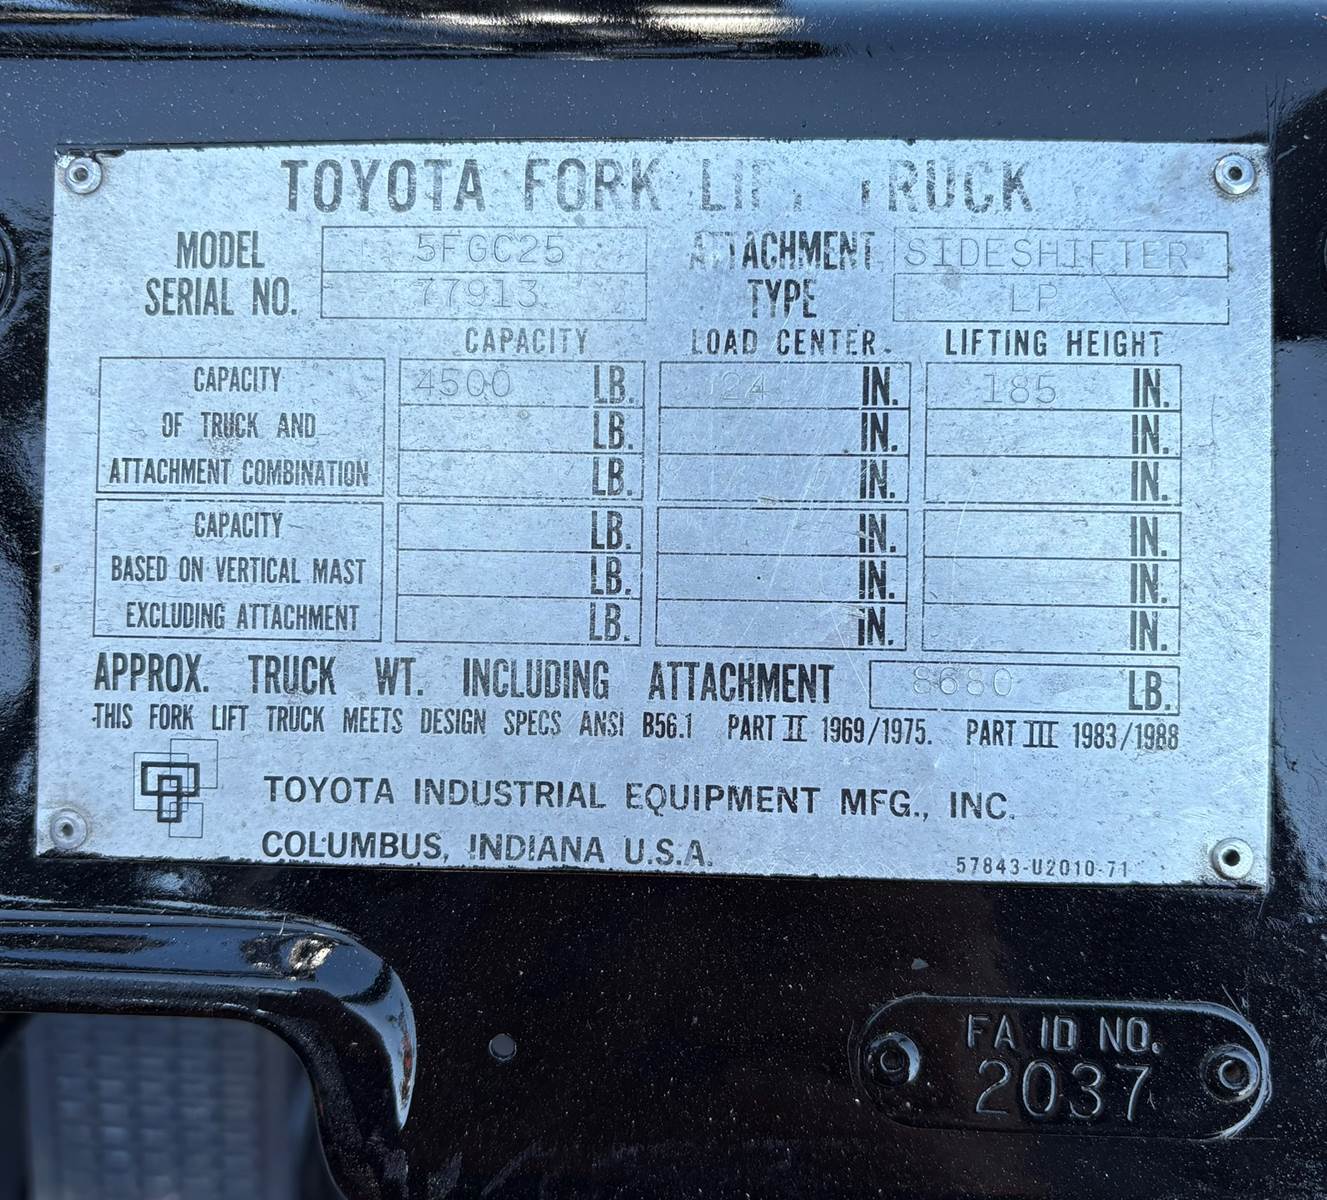 TOYOTA FORK LIFT TRUCK
MODEL 5FGC25 ATTACHMENT SIDESHIFTER
SERIAL NO. 77913 TYPE LP
CAPACITY LOAD CENTER. LIFTING HEIGHT
CAPACITY 4500 LB. 24 IN. 185 IN.
OF TRUCK AND LB. IN. IN.
ATTACHMENT COMBINATION LB. IN. IN.
CAPACITY LB. IN. IN.
BASED ON VERTICAL MAST LB. IN. IN.
EXCLUDING ATTACHMENT LB. IN. IN.
APPROX. TRUCK WT. INCLUDING ATTACHMENT 8680 LB.
THIS FORK LIFT TRUCK MEETS DESIGN SPECS ANSI B56.1 PART II 1969/1975. PART III 1983/1988
TOYOTA INDUSTRIAL EQUIPMENT MFG., INC.
COLUMBUS, INDIANA U.S.A.
57843-U2010-71
FA ID NO.
2037